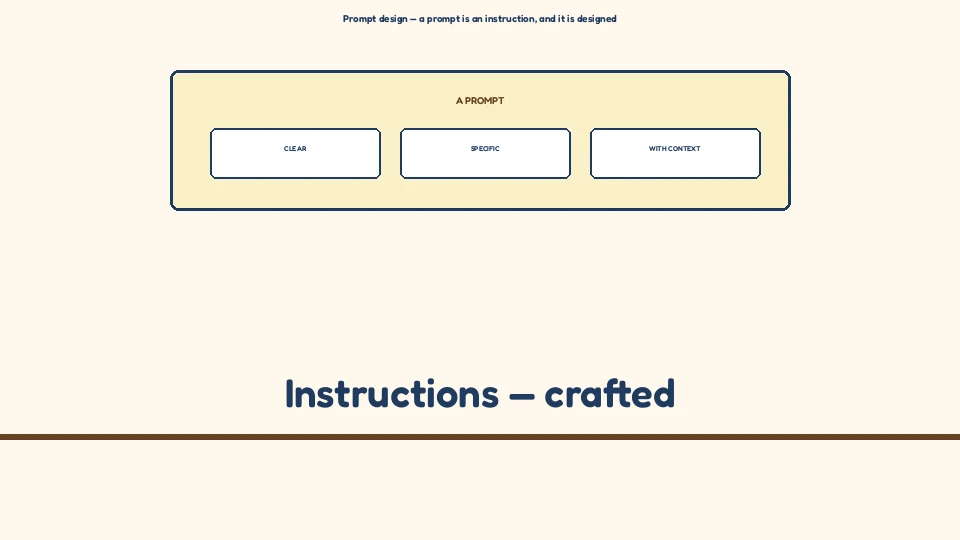 Prompt design — a prompt is an instruction, and it is designed
A PROMPT
CLEAR
SPECIFIC
WITH CONTEXT
Instructions — crafted